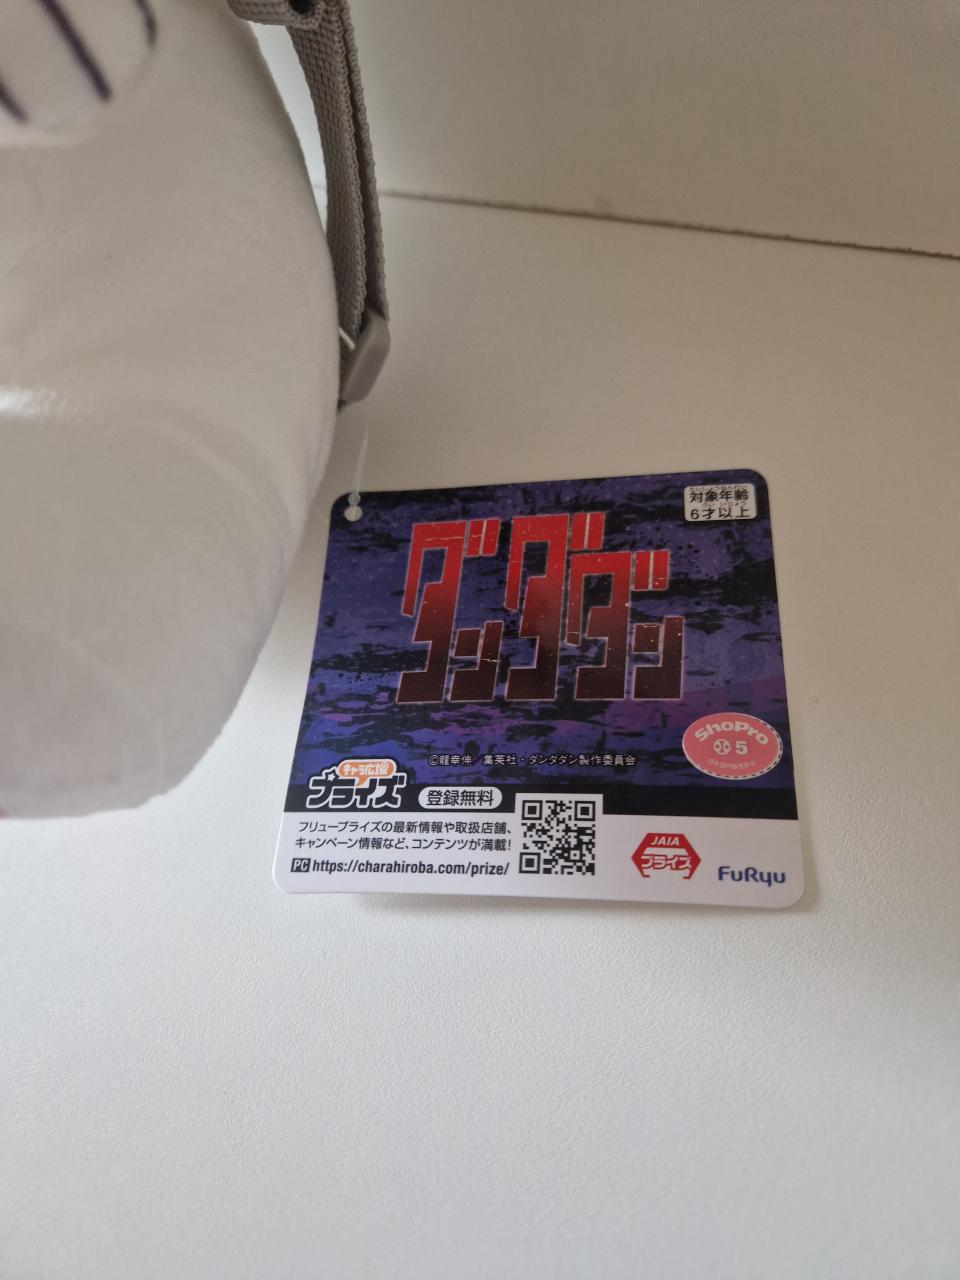 対象年齢
6才以上
ダンダダン
ShoPro
5
©龍幸伸/集英社・ダンダダン製作委員会
キャラ広場
プライズ
登録無料
フリュープライズの最新情報や取扱店舗、
キャンペーン情報など、コンテンツが満載!
PC https://charahiroba.com/prize/
JAIA
プライズ
FuRyu